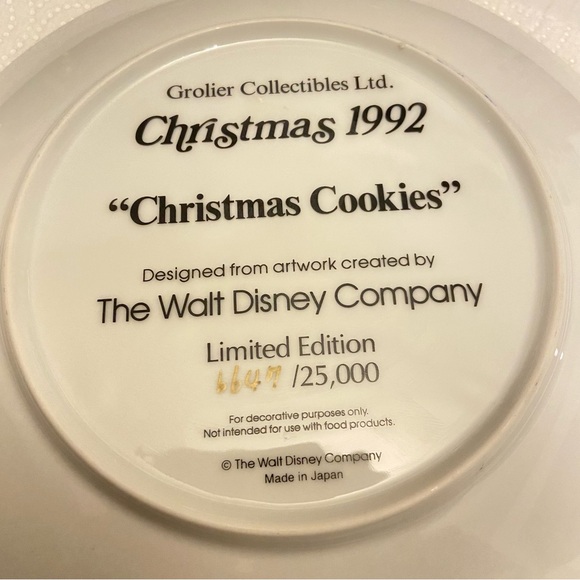 Grolier Collectibles Ltd.
Christmas 1992
“Christmas Cookies”
Designed from artwork created by
The Walt Disney Company
Limited Edition
6647 /25,000
For decorative purposes only.
Not intended for use with food products.
© The Walt Disney Company
Made in Japan